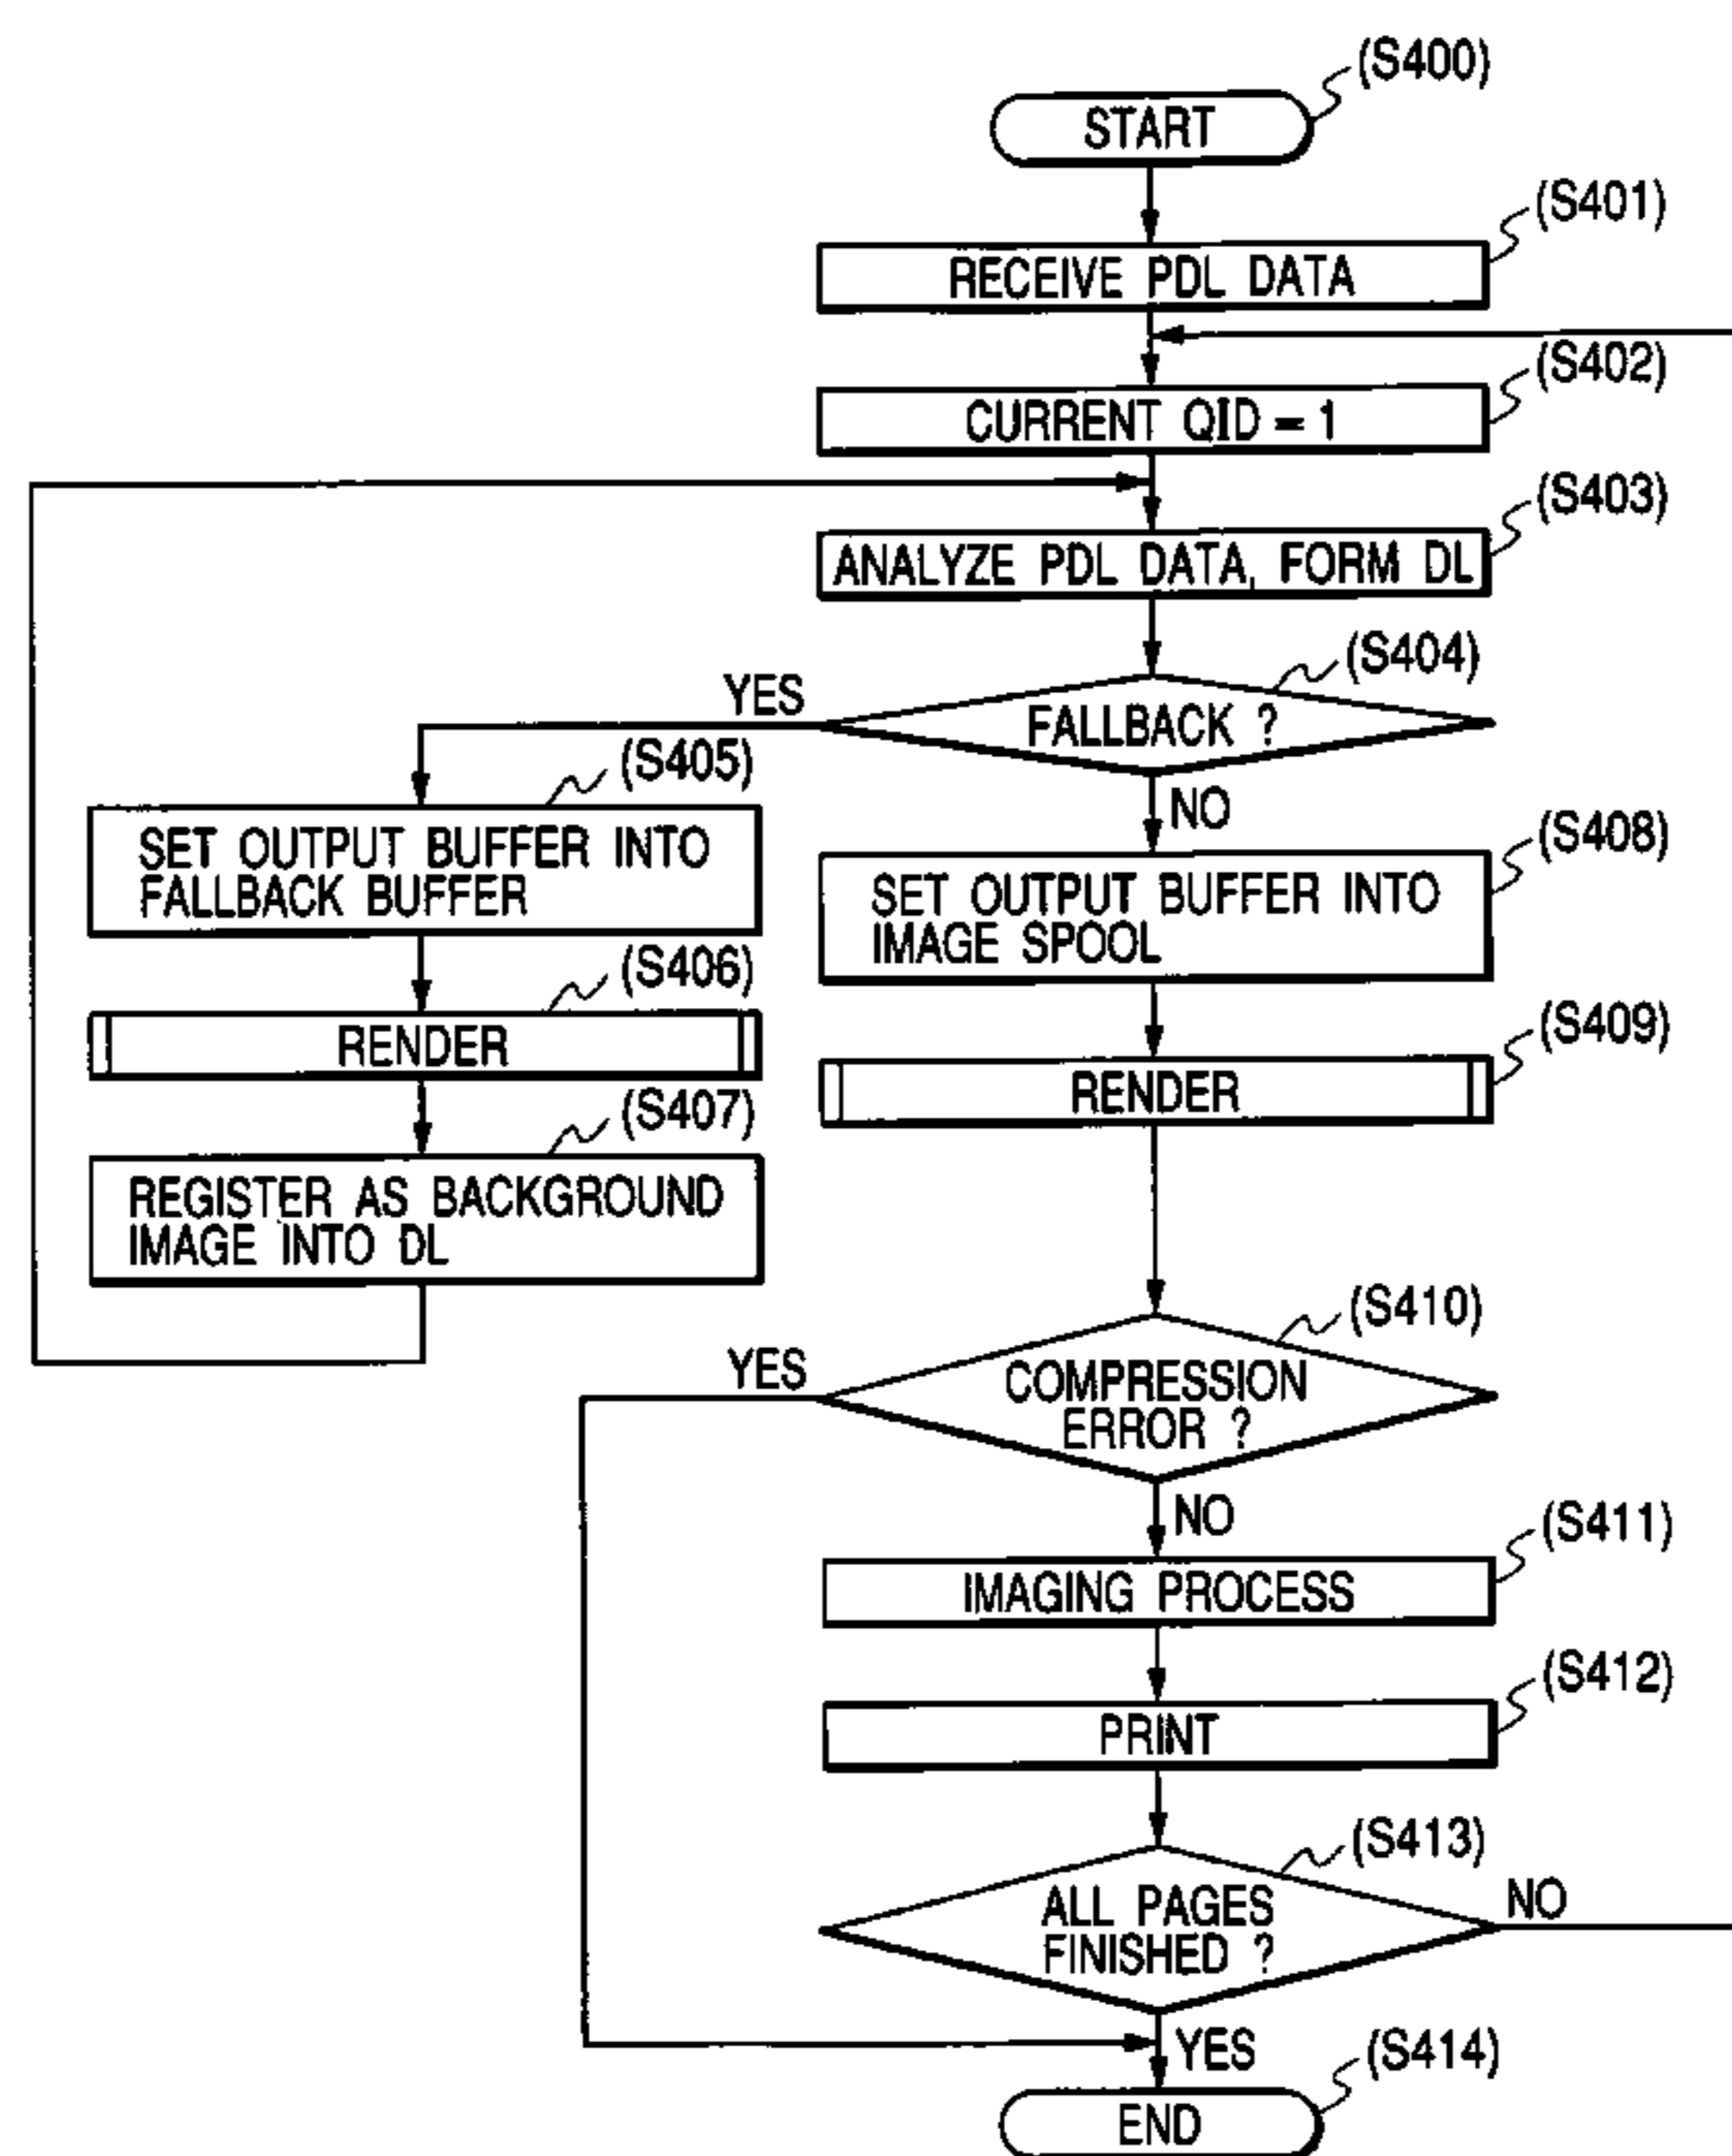 (S400)
START
(S401)
RECEIVE PDL DATA
(S402)
CURRENT QID = 1
(S403)
ANALYZE PDL DATA, FORM DL
(S404)
FALLBACK ?
YES
NO
(S405)
SET OUTPUT BUFFER INTO
FALLBACK BUFFER
(S406)
RENDER
(S407)
REGISTER AS BACKGROUND
IMAGE INTO DL
(S408)
SET OUTPUT BUFFER INTO
IMAGE SPOOL
(S409)
RENDER
(S410)
COMPRESSION
ERROR ?
YES
NO
(S411)
IMAGING PROCESS
(S412)
PRINT
(S413)
ALL PAGES
FINISHED ?
NO
YES
(S414)
END